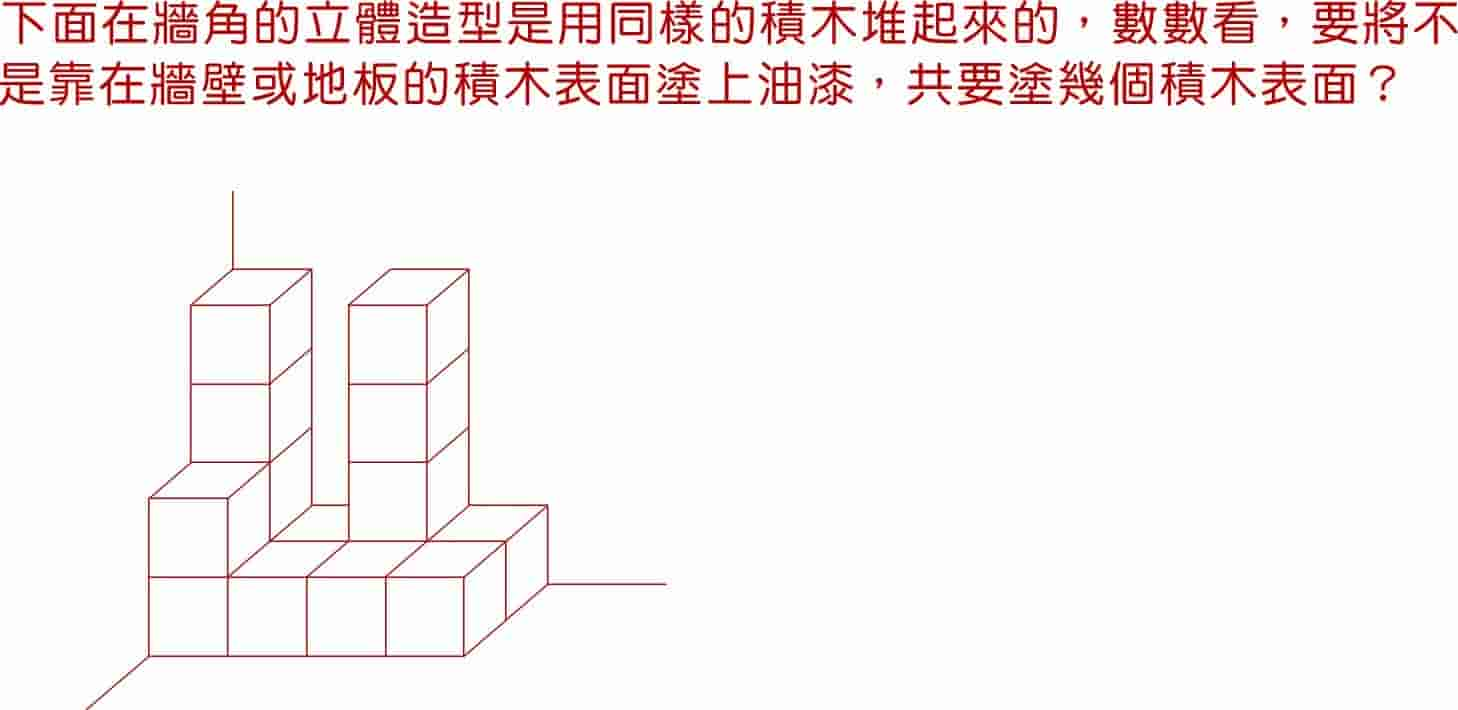 下面在牆角的立體造型是用同樣的積木堆起來的，數數看，要將不
是靠在牆壁或地板的積木表面塗上油漆，共要塗幾個積木表面？